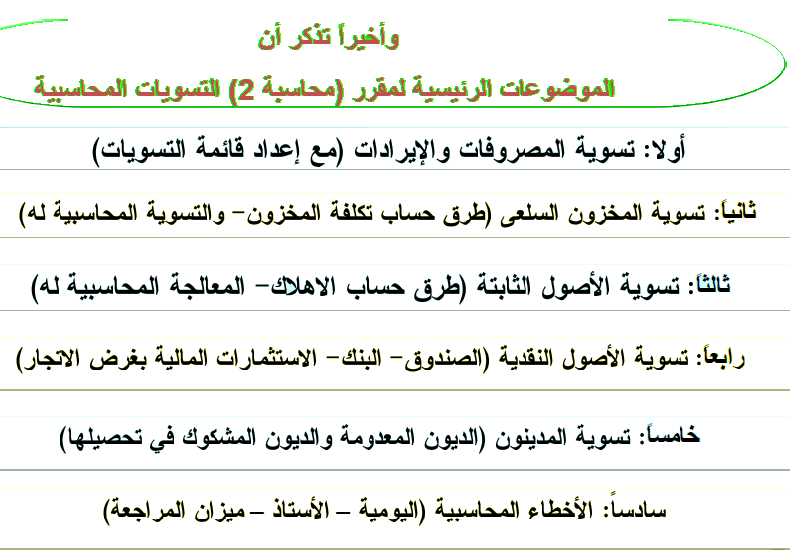 وأخيراً تذكر أن
الموضوعات الرئيسية لمقرر (محاسبة 2) التسويات المحاسبية
أولا: تسوية المصروفات والإيرادات (مع إعداد قائمة التسويات)
ثانياً: تسوية المخزون السلعى (طرق حساب تكلفة المخزون- والتسوية المحاسبية له)
ثالثاً: تسوية الأصول الثابتة (طرق حساب الاهلاك- المعالجة المحاسبية له)
رابعاً: تسوية الأصول النقدية (الصندوق- البنك- الاستثمارات المالية بغرض الاتجار)
خامساً: تسوية المدينون (الديون المعدومة والديون المشكوك في تحصيلها)
سادساً: الأخطاء المحاسبية (اليومية – الأستاذ – ميزان المراجعة)